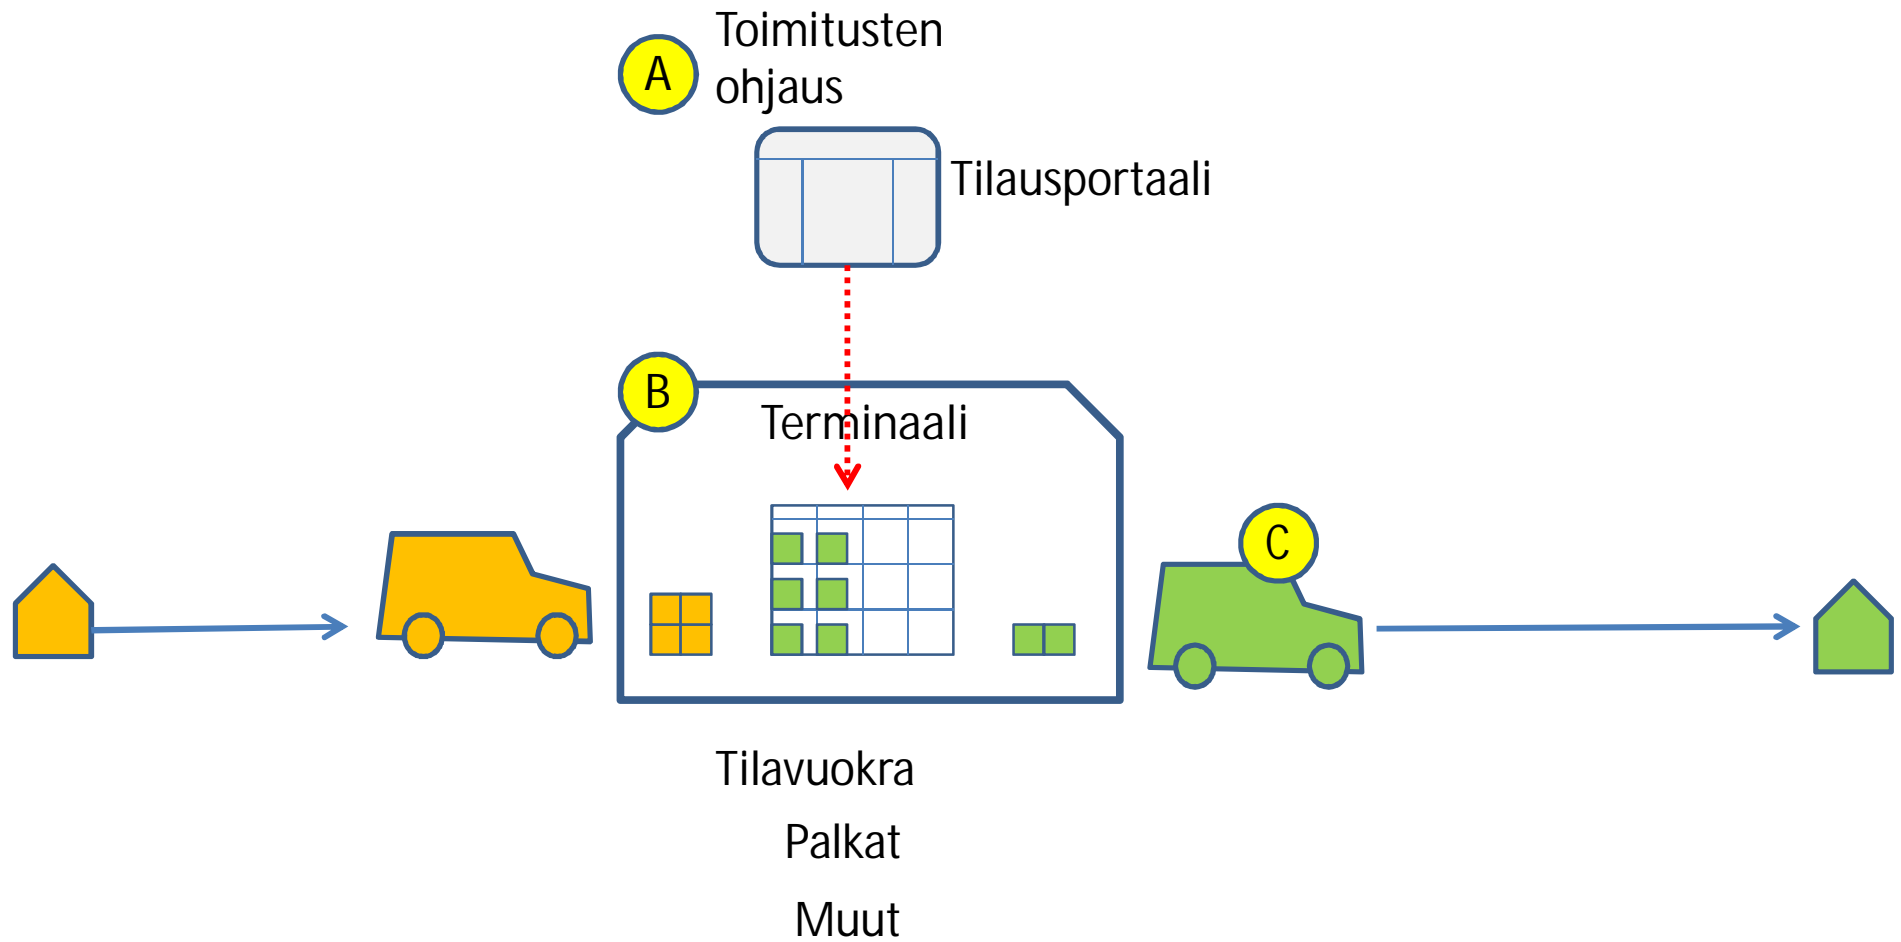 A
Toimitusten
ohjaus
Tilausportaali
B
Terminaali
C
Tilavuokra
Palkat
Muut